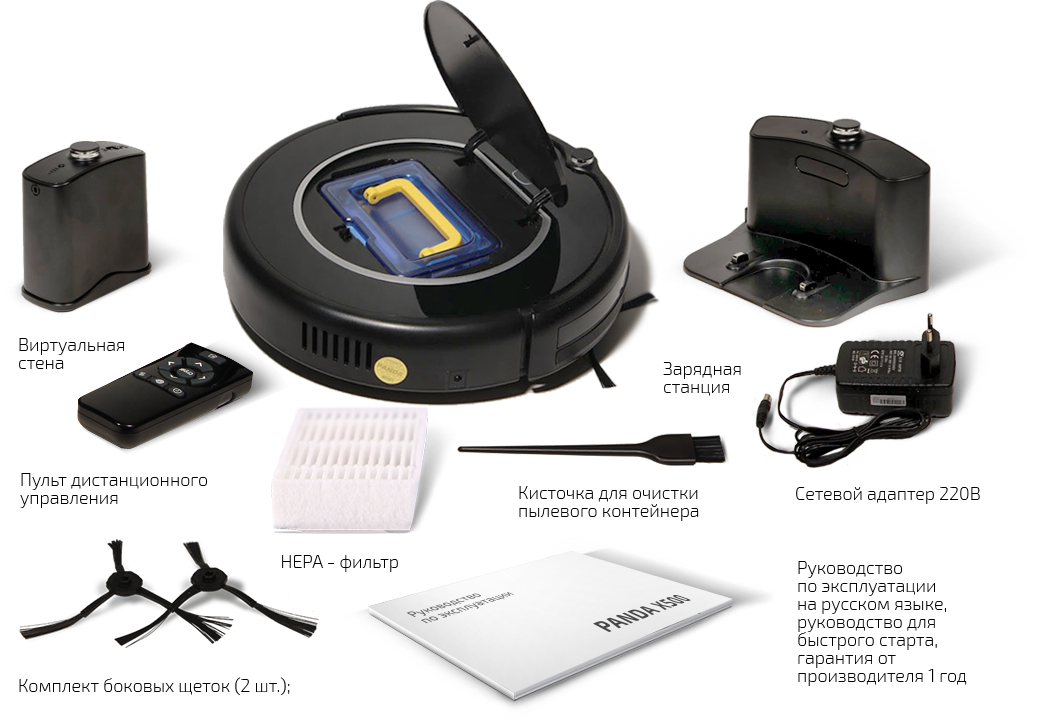 Виртуальная
стена
Зарядная
станция
PANDA
Пульт дистанционного
управления
Кисточка для очистки
пылевого контейнера
Сетевой адаптер 220В
HEPA - фильтр
Руководство
по эксплуатации
PANDA X500
Руководство
по эксплуатации
на русском языке,
руководство для
быстрого старта,
гарантия от
производителя 1 год
Комплект боковых щеток (2 шт.);